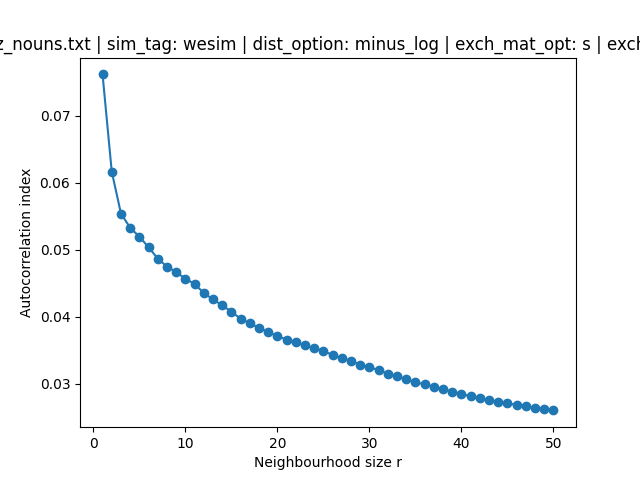 z_nouns.txt | sim_tag: wesim | dist_option: minus_log | exch_mat_opt: s | exch
0.07
0.06
0.05
0.04
0.03
Autocorrelation index
0 10 20 30 40 50
Neighbourhood size r